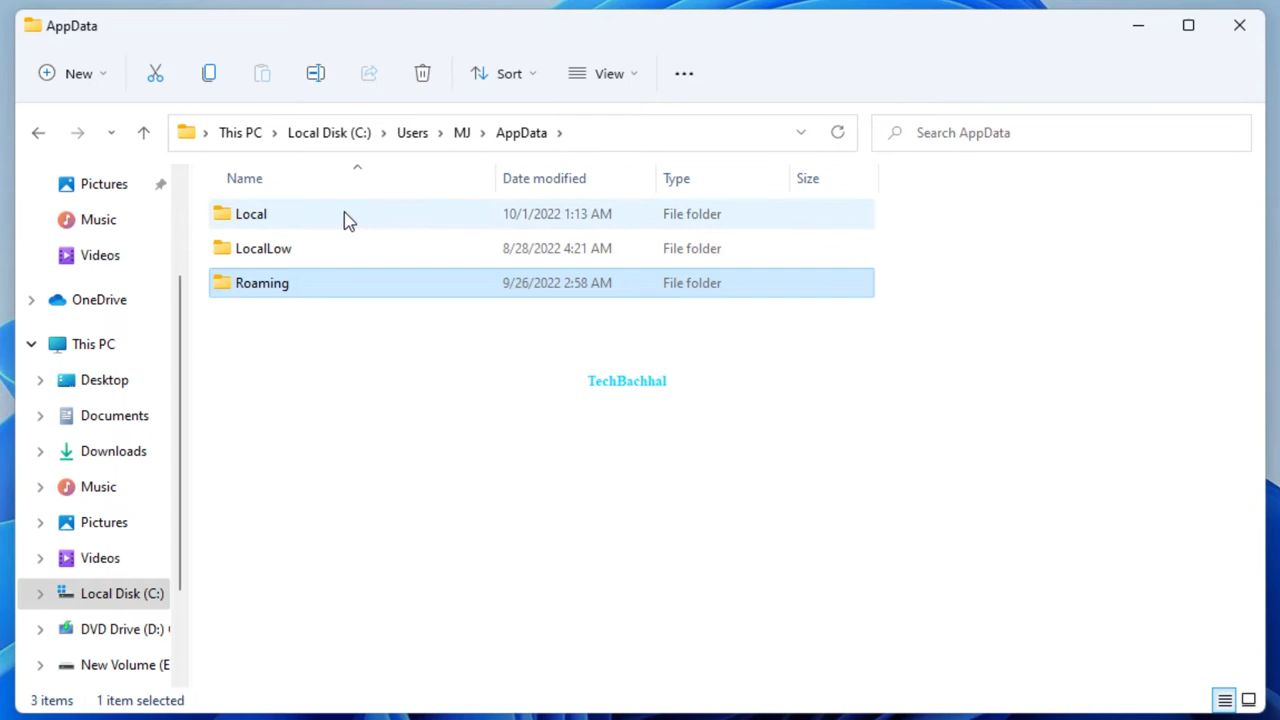 AppData
New
Sort
View
This PC
Local Disk (C:)
Users
MJ
AppData
Search AppData
Name
Date modified
Type
Size
Local
10/1/2022 1:13 AM
File folder
LocalLow
8/28/2022 4:21 AM
File folder
Roaming
9/26/2022 2:58 AM
File folder
TechBachhal
Pictures
Music
Videos
OneDrive
This PC
Desktop
Documents
Downloads
Music
Pictures
Videos
Local Disk (C:)
DVD Drive (D:)
New Volume (E
3 items
1 item selected